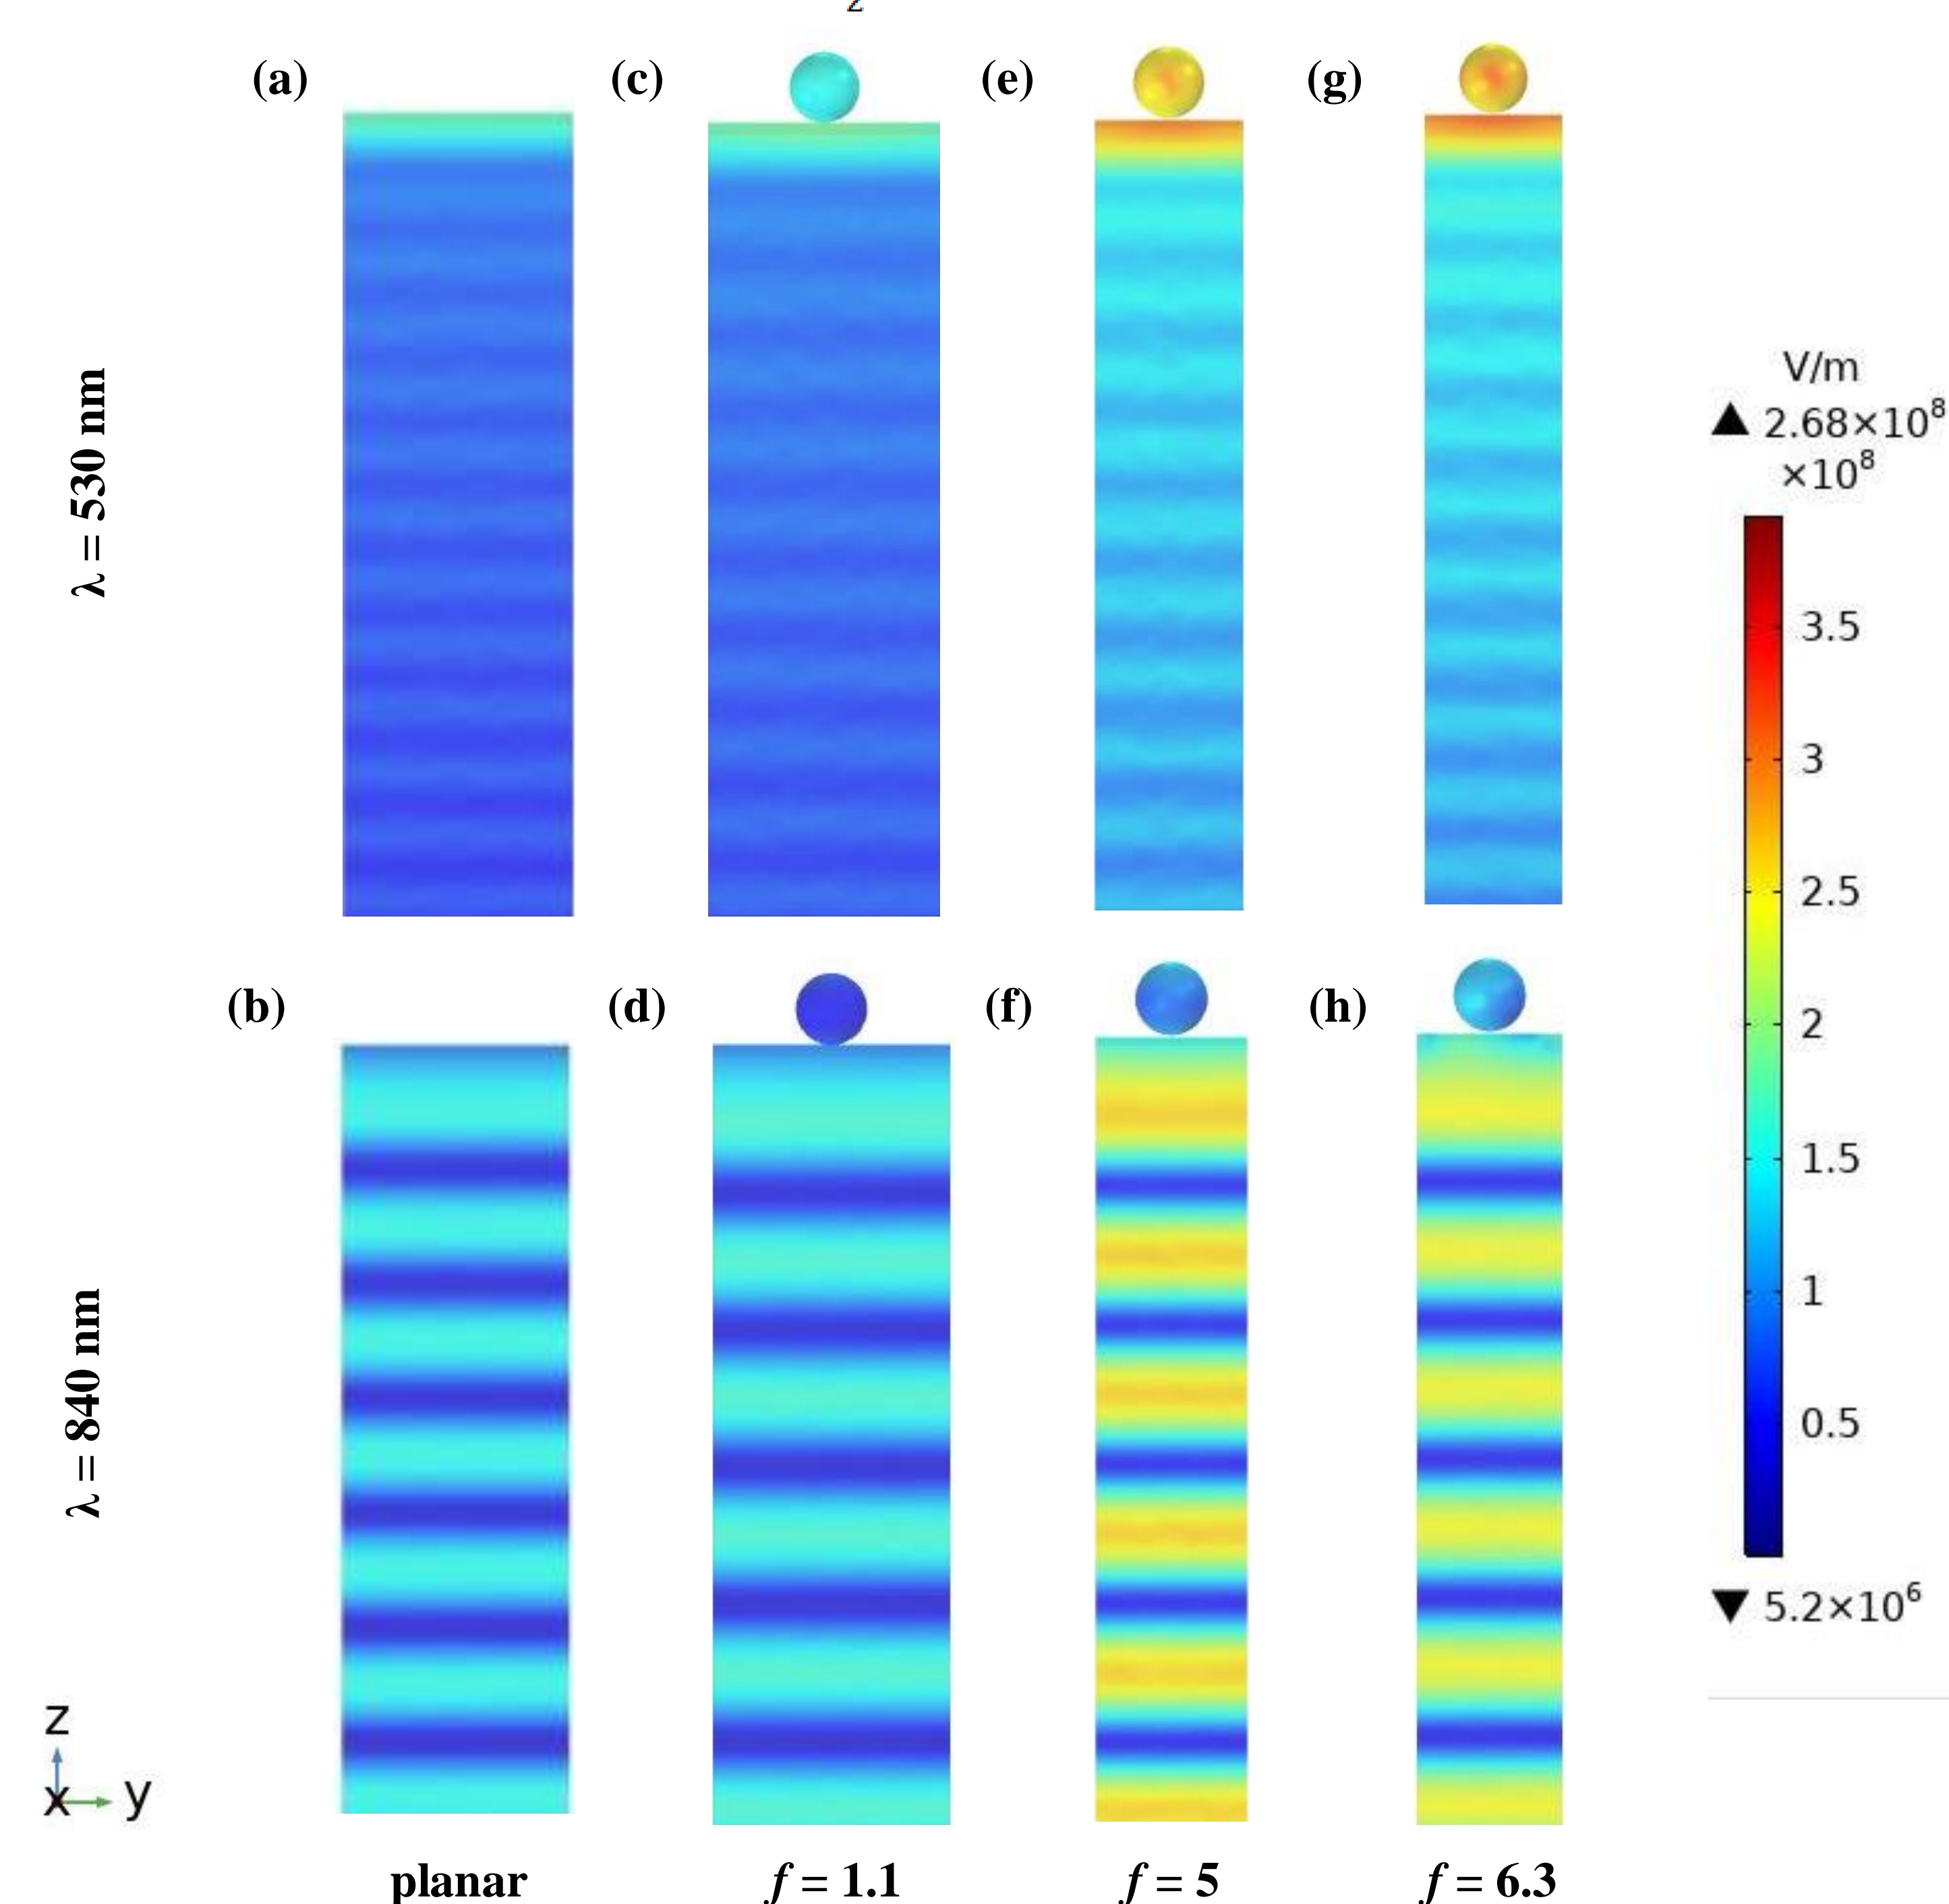 (a)
(c)
(e)
(g)
λ = 530 nm
V/m
▲ 2.68×10⁸
×10⁸
3.5
3
2.5
2
1.5
1
0.5
▼ 5.2×10⁶
(b)
(d)
(f)
(h)
λ = 840 nm
z
x y
planar
f = 1.1
f = 5
f = 6.3